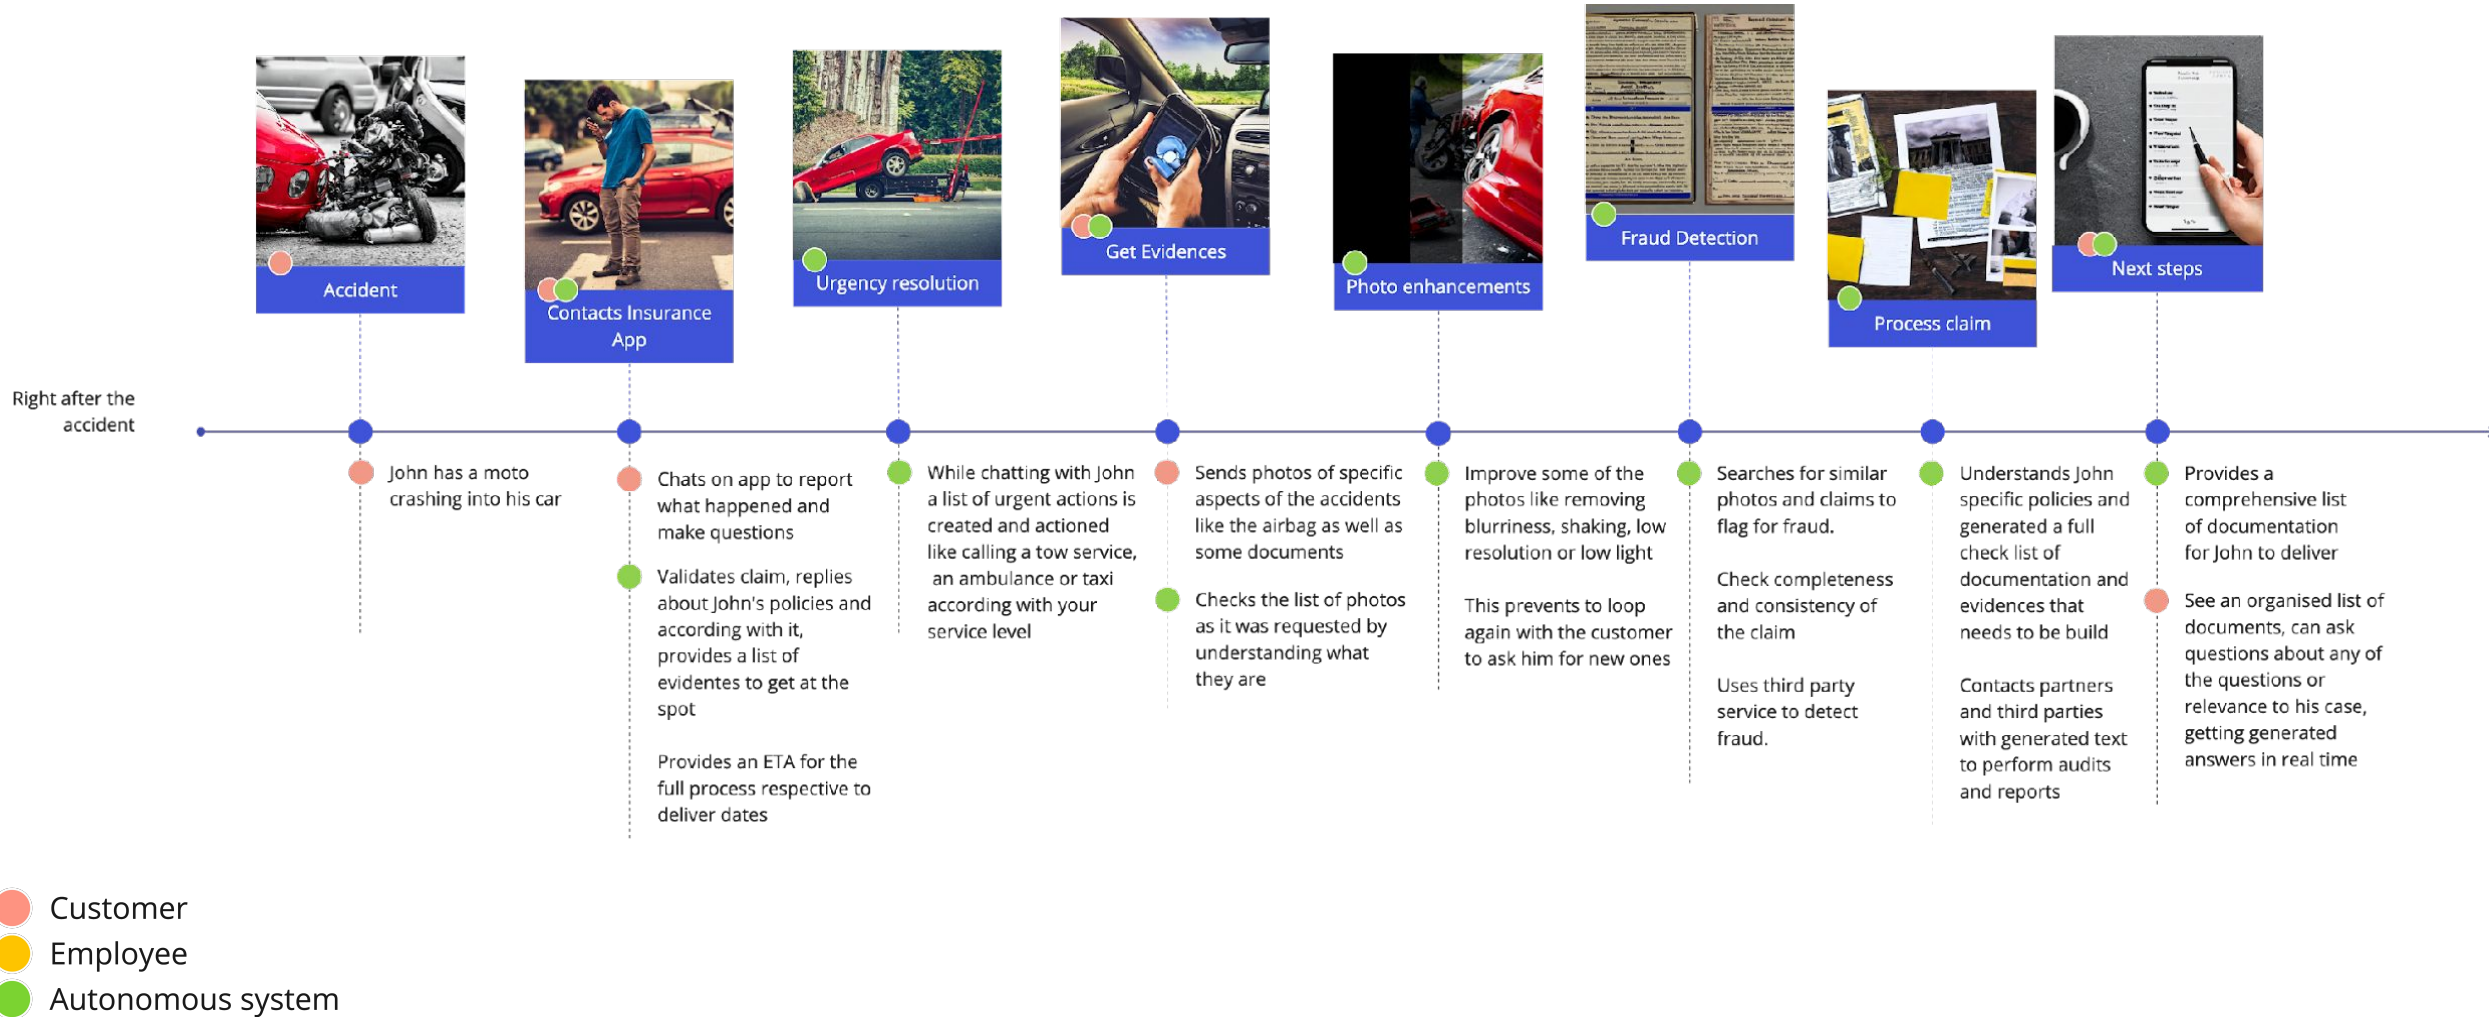 Accident
Contacts Insurance
App
Urgency resolution
Get Evidences
Photo enhancements
Fraud Detection
Process claim
Next steps
Right after the
accident
John has a moto
crashing into his car
Chats on app to report
what happened and
make questions
Validates claim, replies
about John's policies and
according with it,
provides a list of
evidentes to get at the
spot
Provides an ETA for the
full process respective to
deliver dates
While chatting with John
a list of urgent actions is
created and actioned
like calling a tow service,
an ambulance or taxi
according with your
service level
Sends photos of specific
aspects of the accidents
like the airbag as well as
some documents
Checks the list of photos
as it was requested by
understanding what
they are
Improve some of the
photos like removing
blurriness, shaking, low
resolution or low light
This prevents to loop
again with the customer
to ask him for new ones
Searches for similar
photos and claims to
flag for fraud.
Check completeness
and consistency of
the claim
Uses third party
service to detect
fraud.
Understands John
specific policies and
generated a full
check list of
documentation and
evidences that
needs to be build
Contacts partners
and third parties
with generated text
to perform audits
and reports
Provides a
comprehensive list
of documentation
for John to deliver
See an organised list of
documents, can ask
questions about any of
the questions or
relevance to his case,
getting generated
answers in real time
Customer
Employee
Autonomous system